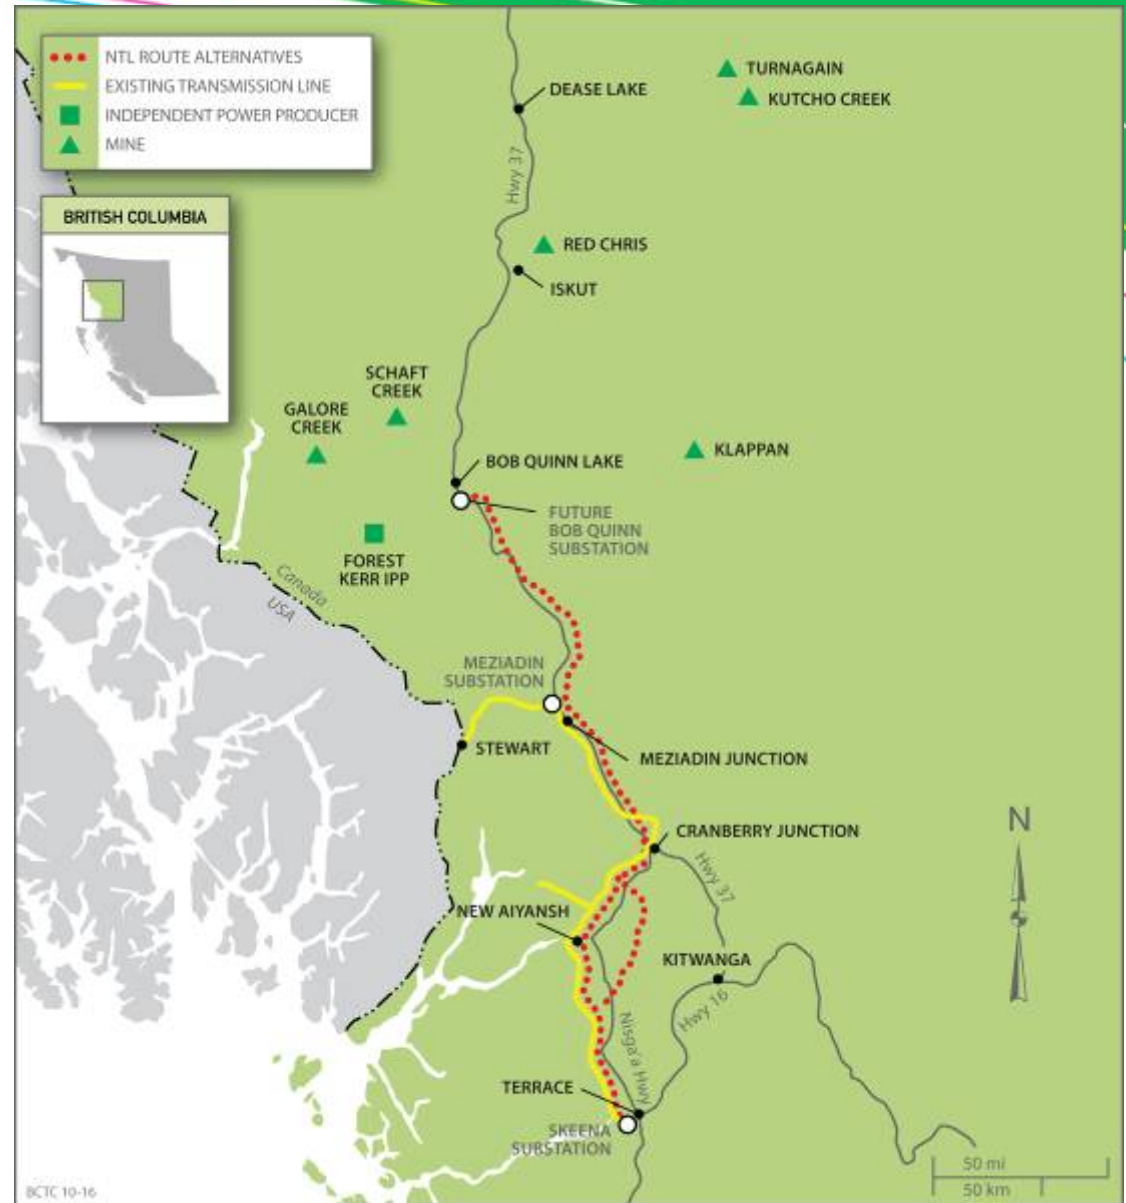 NTL ROUTE ALTERNATIVES
EXISTING TRANSMISSION LINE
INDEPENDENT POWER PRODUCER
MINE
BRITISH COLUMBIA
TURNAGAIN
KUTCHO CREEK
DEASE LAKE
Hwy 37
RED CHRIS
ISKUT
SCHAFT
CREEK
GALORE
CREEK
KLAPPAN
BOB QUINN LAKE
FUTURE
BOB QUINN
SUBSTATION
FOREST
KERR IPP
Canada
USA
MEZIADIN
SUBSTATION
STEWART
MEZIADIN JUNCTION
CRANBERRY JUNCTION
N
Hwy 37
NEW AIYANSH
KITWANGA
Hwy 16
Nisga'a Hwy
TERRACE
SKEENA
SUBSTATION
50 mi
50 km
BCTC 10-16